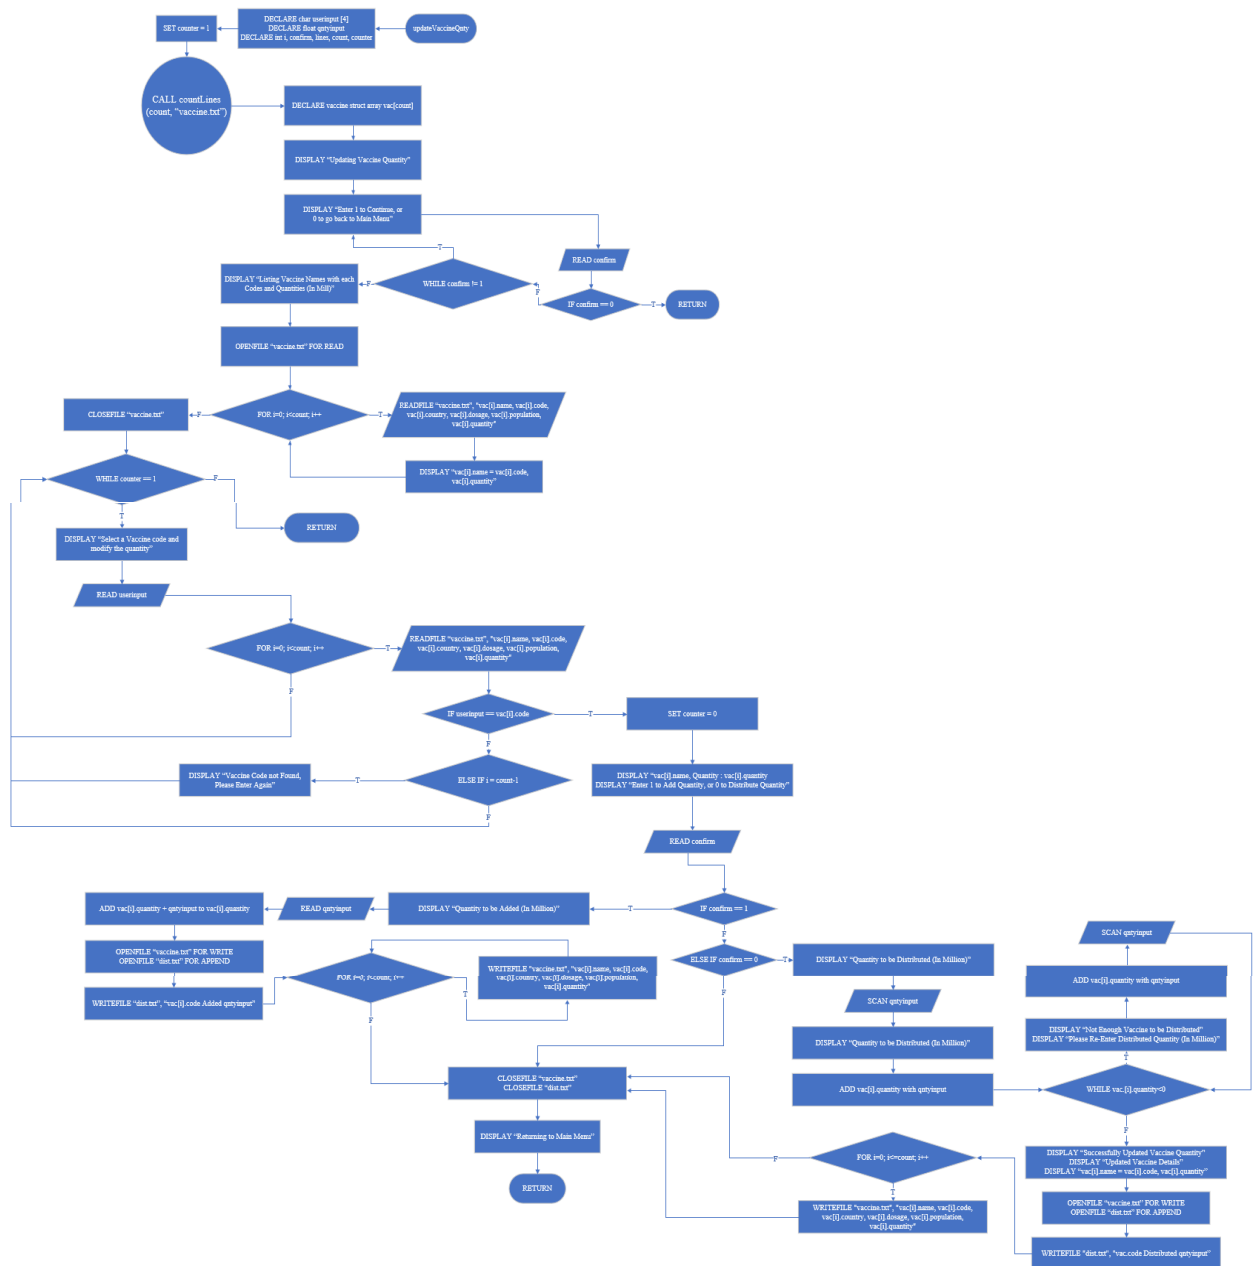 updateVaccineQnty
DECLARE char userinput [4]
DECLARE float qntyinput
DECLARE int i, confirm, lines, count, counter
SET counter = 1
CALL countLines
(count, “vaccine.txt”)
DECLARE vaccine struct array vac[count]
DISPLAY “Updating Vaccine Quantity”
DISPLAY “Enter 1 to Continue, or
0 to go back to Main Menu”
READ confirm
IF confirm == 0
T
RETURN
F
WHILE confirm != 1
T
F
DISPLAY “Listing Vaccine Names with each
Codes and Quantities (In Mill)”
OPENFILE “vaccine.txt” FOR READ
FOR i=0; i<count; i++
T
READFILE “vaccine.txt”, "vac[i].name, vac[i].code,
vac[i].country, vac[i].dosage, vac[i].population,
vac[i].quantity"
DISPLAY “vac[i].name = vac[i].code,
vac[i].quantity”
F
CLOSEFILE “vaccine.txt”
WHILE counter == 1
F
RETURN
T
DISPLAY “Select a Vaccine code and
modify the quantity”
READ userinput
FOR i=0; i<count; i++
T
READFILE “vaccine.txt”, "vac[i].name, vac[i].code,
vac[i].country, vac[i].dosage, vac[i].population,
vac[i].quantity"
F
IF userinput == vac[i].code
T
SET counter = 0
F
ELSE IF i = count-1
T
DISPLAY “Vaccine Code not Found,
Please Enter Again”
F
DISPLAY “vac[i].name, Quantity : vac[i].quantity
DISPLAY “Enter 1 to Add Quantity, or 0 to Distribute Quantity”
READ confirm
IF confirm == 1
T
DISPLAY “Quantity to be Added (In Million)”
READ qntyinput
ADD vac[i].quantity + qntyinput to vac[i].quantity
OPENFILE “vaccine.txt” FOR WRITE
OPENFILE “dist.txt” FOR APPEND
WRITEFILE “dist.txt”, “vac[i].code Added qntyinput”
FOR i=0; i<count; i++
T
WRITEFILE “vaccine.txt”, "vac[i].name, vac[i].code,
vac[i].country, vac[i].dosage, vac[i].population,
vac[i].quantity"
F
F
ELSE IF confirm == 0
T
F
DISPLAY “Quantity to be Distributed (In Million)”
SCAN qntyinput
DISPLAY “Quantity to be Distributed (In Million)”
ADD vac[i].quantity with qntyinput
WHILE vac.[i].quantity<0
T
DISPLAY “Not Enough Vaccine to be Distributed”
DISPLAY “Please Re-Enter Distributed Quantity (In Million)”
ADD vac[i].quantity with qntyinput
SCAN qntyinput
F
DISPLAY “Successfully Updated Vaccine Quantity”
DISPLAY “Updated Vaccine Details”
DISPLAY “vac[i].name = vac[i].code, vac[i].quantity”
OPENFILE “vaccine.txt” FOR WRITE
OPENFILE “dist.txt” FOR APPEND
WRITEFILE “dist.txt”, “vac.code Distributed qntyinput”
FOR i=0; i<=count; i++
F
T
WRITEFILE “vaccine.txt”, "vac[i].name, vac[i].code,
vac[i].country, vac[i].dosage, vac[i].population,
vac[i].quantity"
CLOSEFILE “vaccine.txt”
CLOSEFILE “dist.txt”
DISPLAY “Returning to Main Menu”
RETURN